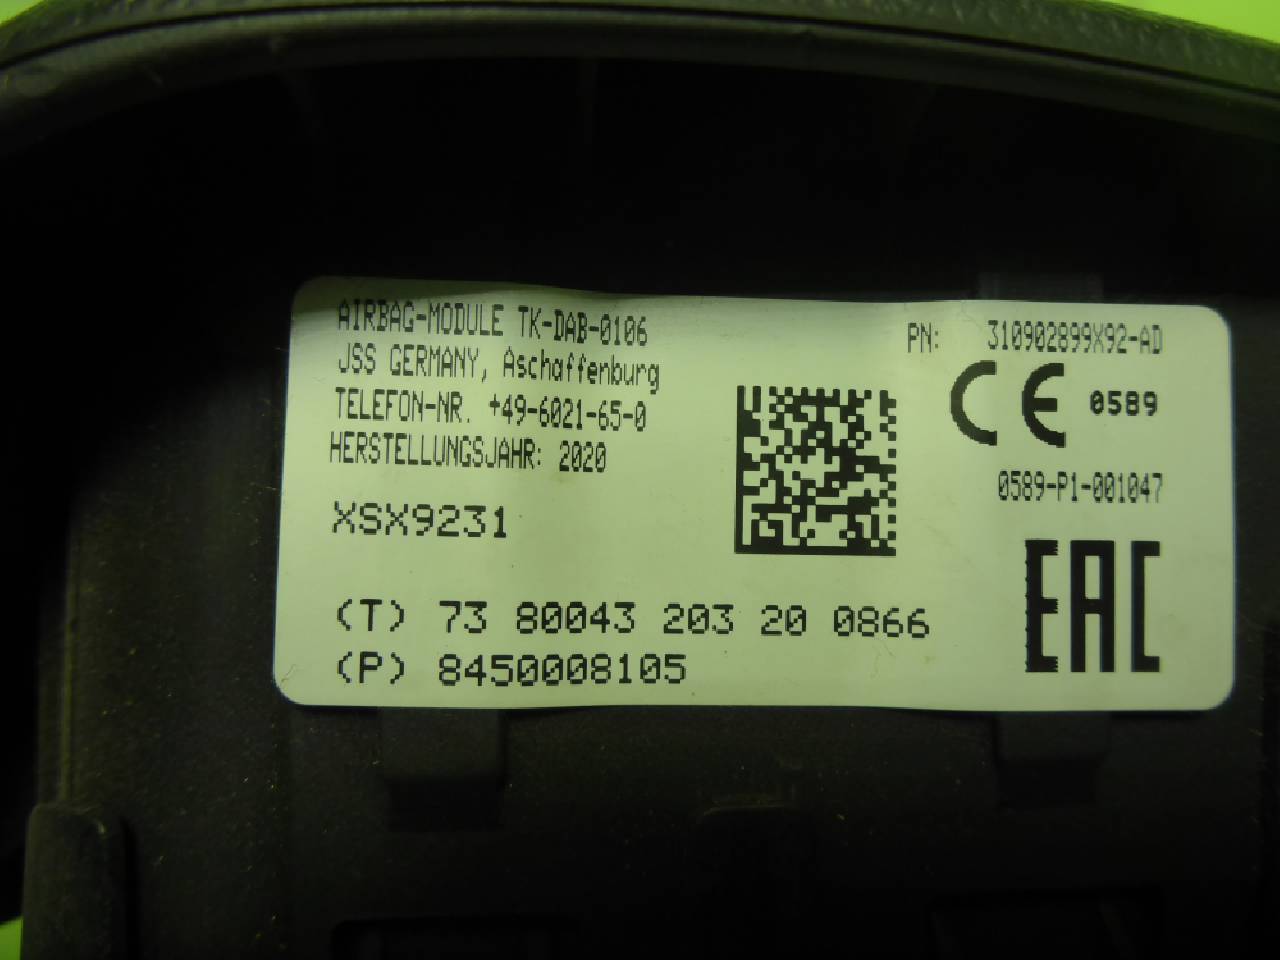 AIRBAG-MODULE TK-DAB-0106
JSS GERMANY, Aschaffenburg
TELEFON-NR. +49-6021-65-0
HERSTELLUNGSJAHR: 2020
XSX9231
(T) 73 80043 203 20 0866
(P) 8450008105
PN: 310902899X92-AD
CE 0589
0589-P1-001047
EAC